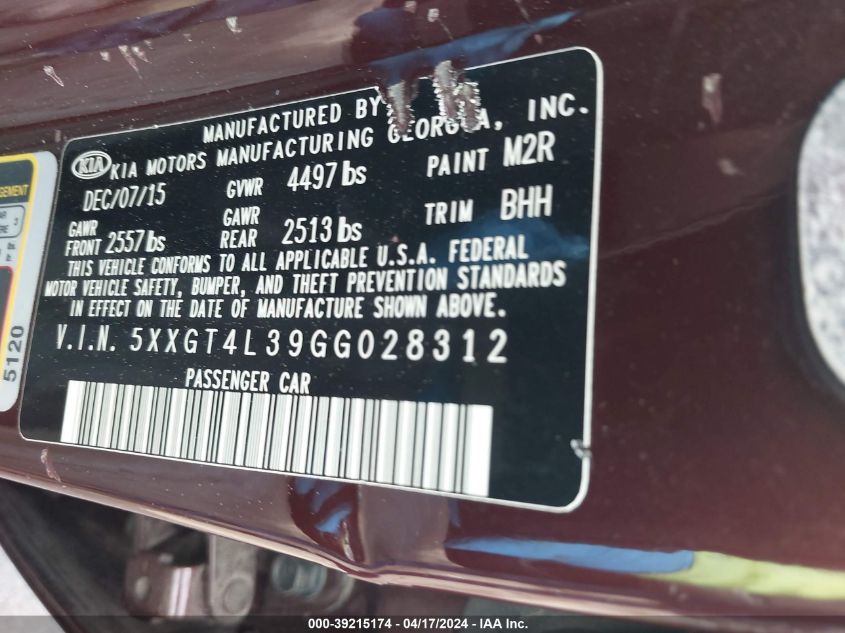 MANUFACTURED BY
KIA KIA MOTORS MANUFACTURING GEORGIA, INC.
DEC/07/15 GVWR 4497 lbs PAINT M2R
GAWR FRONT 2557 lbs GAWR REAR 2513 lbs TRIM BHH
THIS VEHICLE CONFORMS TO ALL APPLICABLE U.S.A. FEDERAL
MOTOR VEHICLE SAFETY, BUMPER, AND THEFT PREVENTION STANDARDS
IN EFFECT ON THE DATE OF MANUFACTURE SHOWN ABOVE.
V.I.N. 5XXGT4L39GG028312
PASSENGER CAR
5120
000-39215174 - 04/17/2024 - IAA Inc.